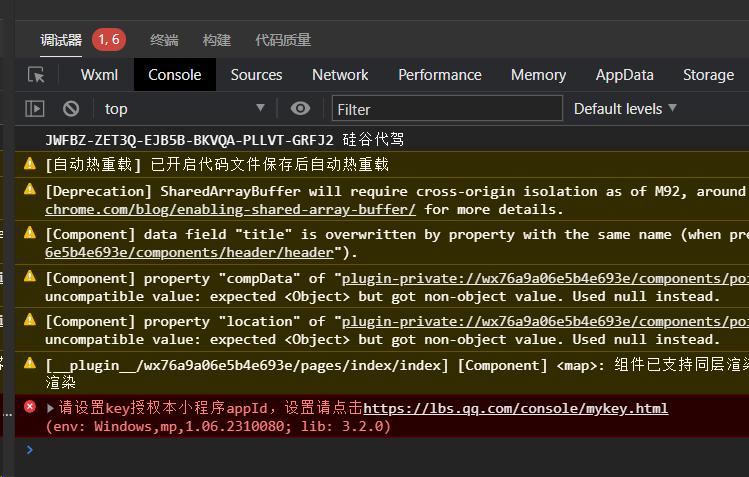 调试器 1, 6 终端 构建 代码质量
Wxml Console Sources Network Performance Memory AppData Storage
top Filter Default levels
JWFBZ-ZET3Q-EJB5B-BKVQA-PLLVT-GRFJ2 硅谷代驾
[自动热重载] 已开启代码文件保存后自动热重载
[Deprecation] SharedArrayBuffer will require cross-origin isolation as of M92, around
chrome.com/blog/enabling-shared-array-buffer/ for more details.
[Component] data field "title" is overwritten by property with the same name (when pre
6e5b4e693e/components/header/header").
[Component] property "compData" of "plugin-private://wx76a9a06e5b4e693e/components/poi
uncompatible value: expected <Object> but got non-object value. Used null instead.
[Component] property "location" of "plugin-private://wx76a9a06e5b4e693e/components/poi
uncompatible value: expected <Object> but got non-object value. Used null instead.
[__plugin__/wx76a9a06e5b4e693e/pages/index/index] [Component] <map>: 组件已支持同层渲染
渲染
请设置key授权本小程序appId，设置请点击https://lbs.qq.com/console/mykey.html
(env: Windows,mp,1.06.2310080; lib: 3.2.0)